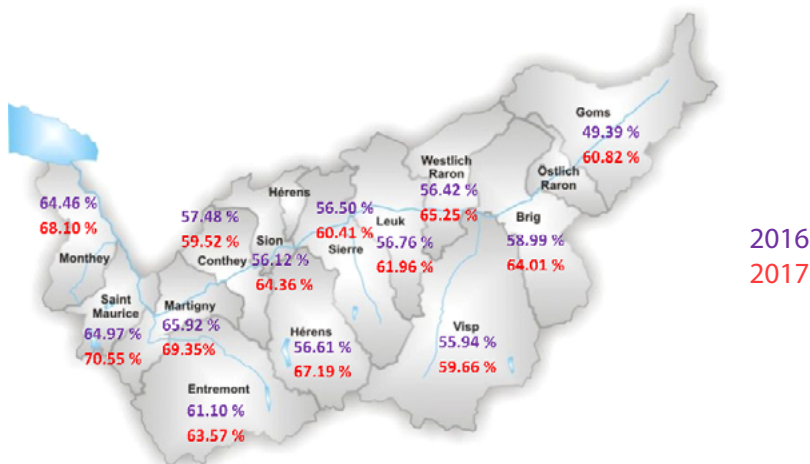 Goms
49.39 %
60.82 %
Östlich
Raron
Westlich
Raron
56.42 %
65.25 %
Brig
58.99 %
64.01 %
Hérens
56.50 %
60.41 %
Sierre
Leuk
56.76 %
61.96 %
64.46 %
68.10 %
Monthey
57.48 %
59.52 %
Conthey
Sion
56.12 %
64.36 %
Saint
Maurice
64.97 %
70.55 %
Martigny
65.92 %
69.35%
Hérens
56.61 %
67.19 %
Visp
55.94 %
59.66 %
Entremont
61.10 %
63.57 %
2016
2017